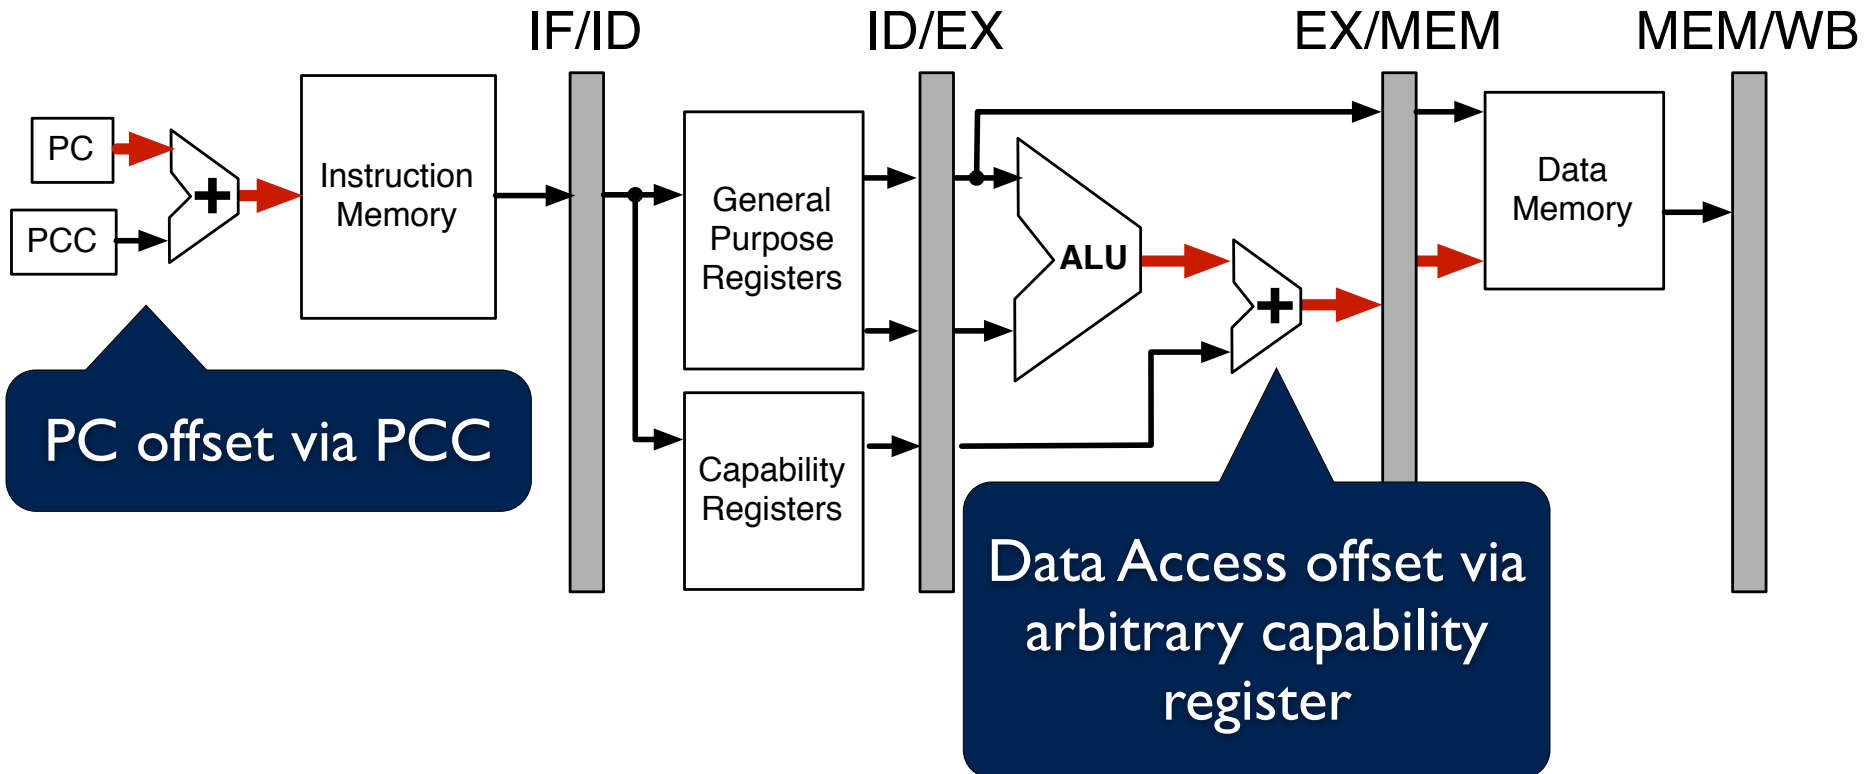 IF/ID
ID/EX
EX/MEM
MEM/WB
PC
PCC
+
Instruction
Memory
General
Purpose
Registers
Capability
Registers
ALU
+
Data
Memory
PC offset via PCC
Data Access offset via
arbitrary capability
register